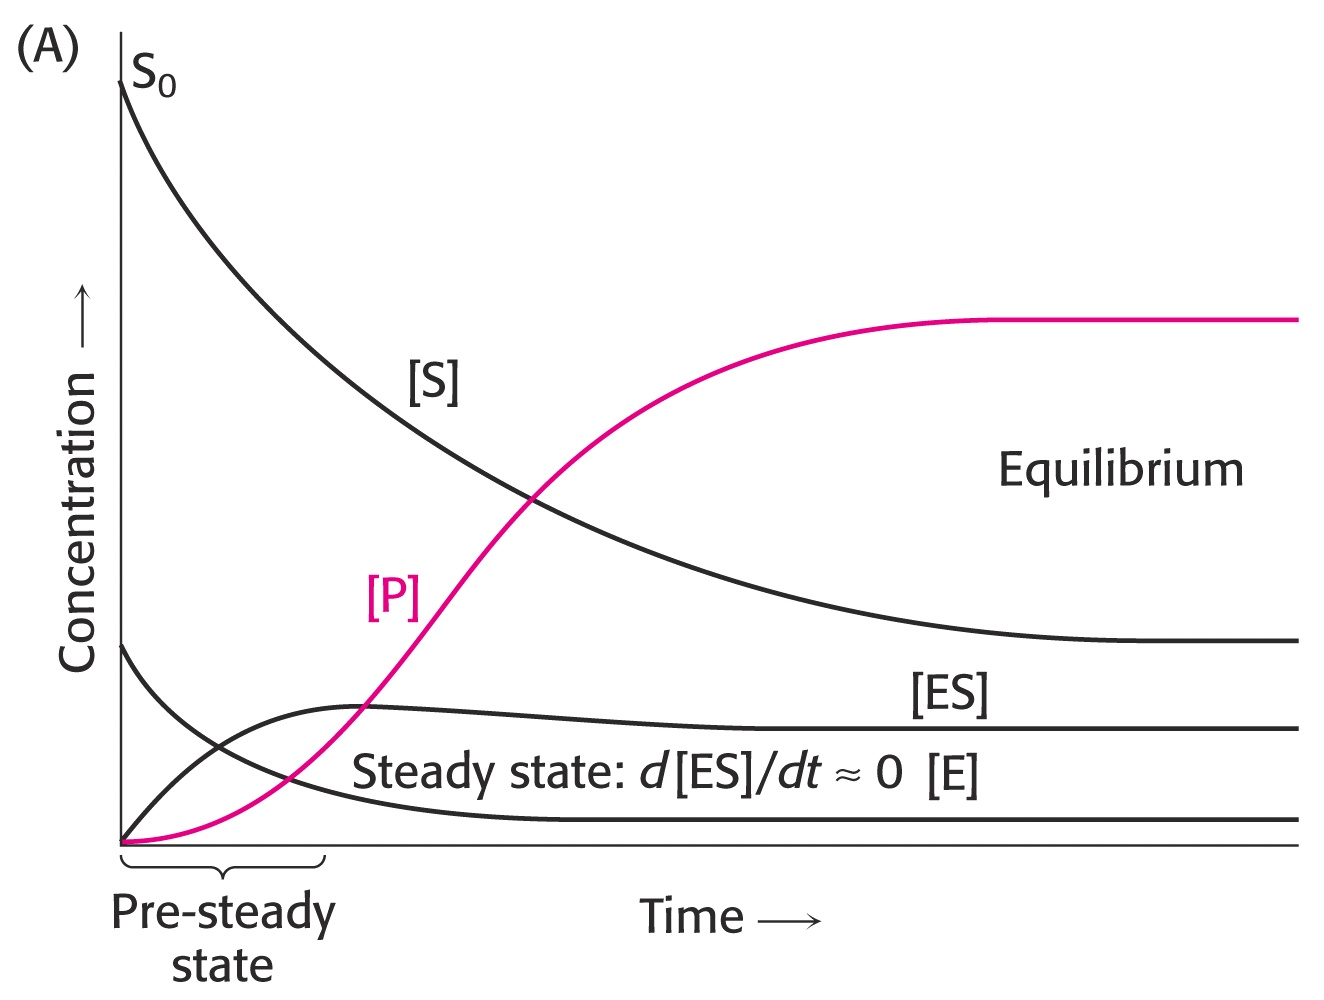 (A)
S₀
[S]
Equilibrium
[P]
[ES]
Steady state: d[ES]/dt ≈ 0 [E]
Concentration →
Pre-steady
state
Time →